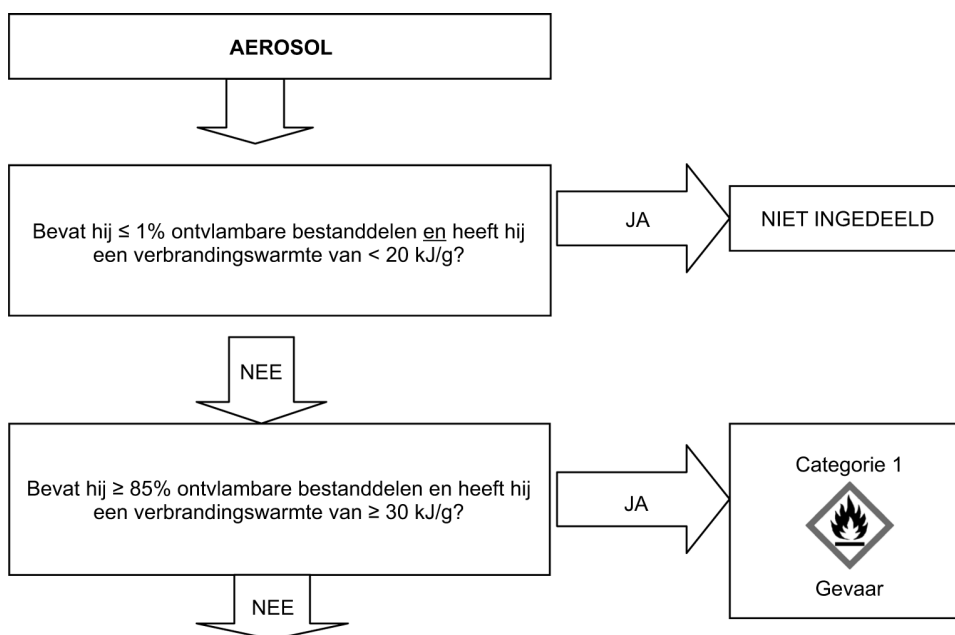 AEROSOL
Bevat hij ≤ 1% ontvlambare bestanddelen en heeft hij
een verbrandingswarmte van < 20 kJ/g?
JA
NIET INGEDEELD
NEE
Bevat hij ≥ 85% ontvlambare bestanddelen en heeft hij
een verbrandingswarmte van ≥ 30 kJ/g?
JA
Categorie 1
Gevaar
NEE